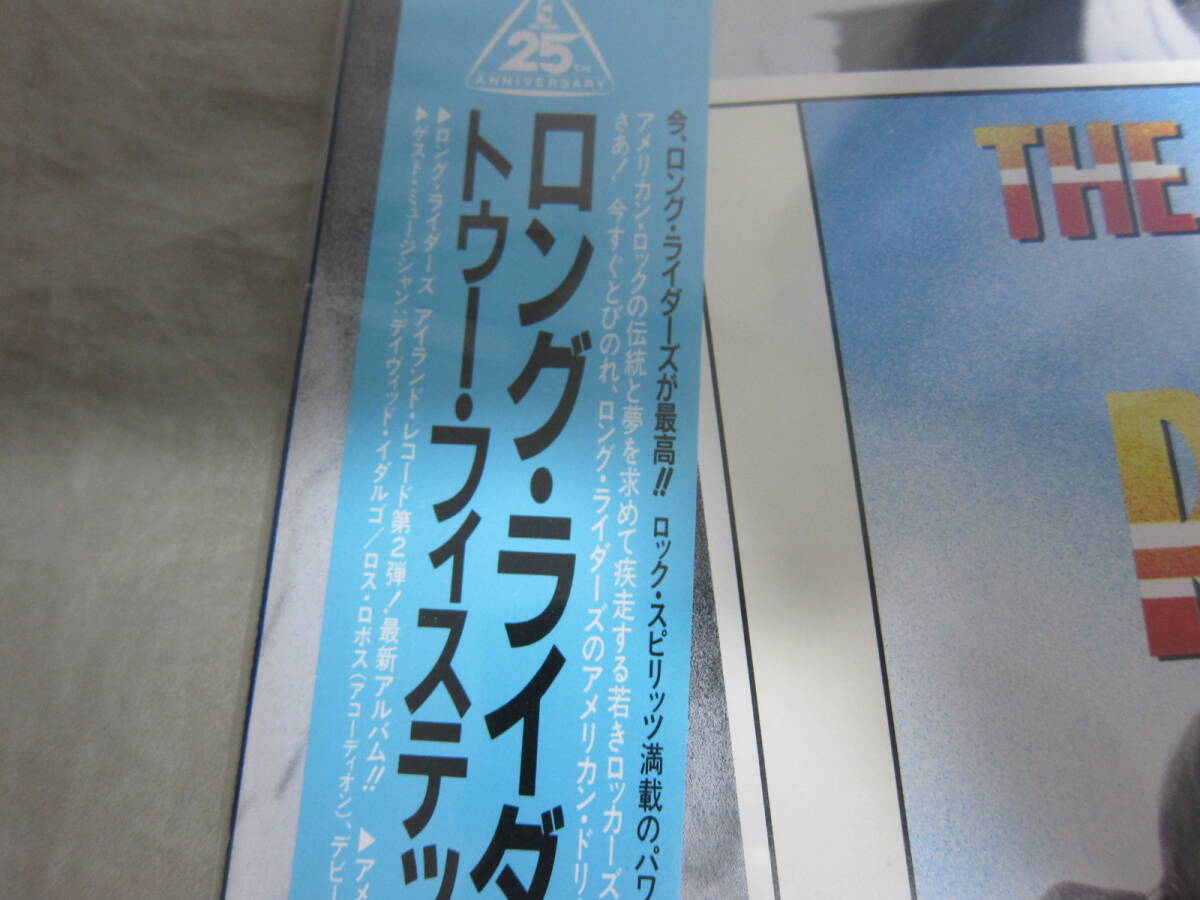 25TH
ANNIVERSARY
今、ロング・ライダーズが最高!! ロック・スピリッツ満載のパワ
アメリカン・ロックの伝統と夢を求めて疾走する若きロッカーズ
さあ! 今すぐとびのれ、ロング・ライダーズのアメリカン・ドリ
ロング・ライダ
トゥー・フィステッ
▶ロング・ライダーズ アイランド・レコード第2弾!最新アルバム!! ▶アメ
▶ゲスト・ミュージシャン:デイヴィッド・イダルゴ/ロス・ロボス(アコーディオン)、デビー
THE